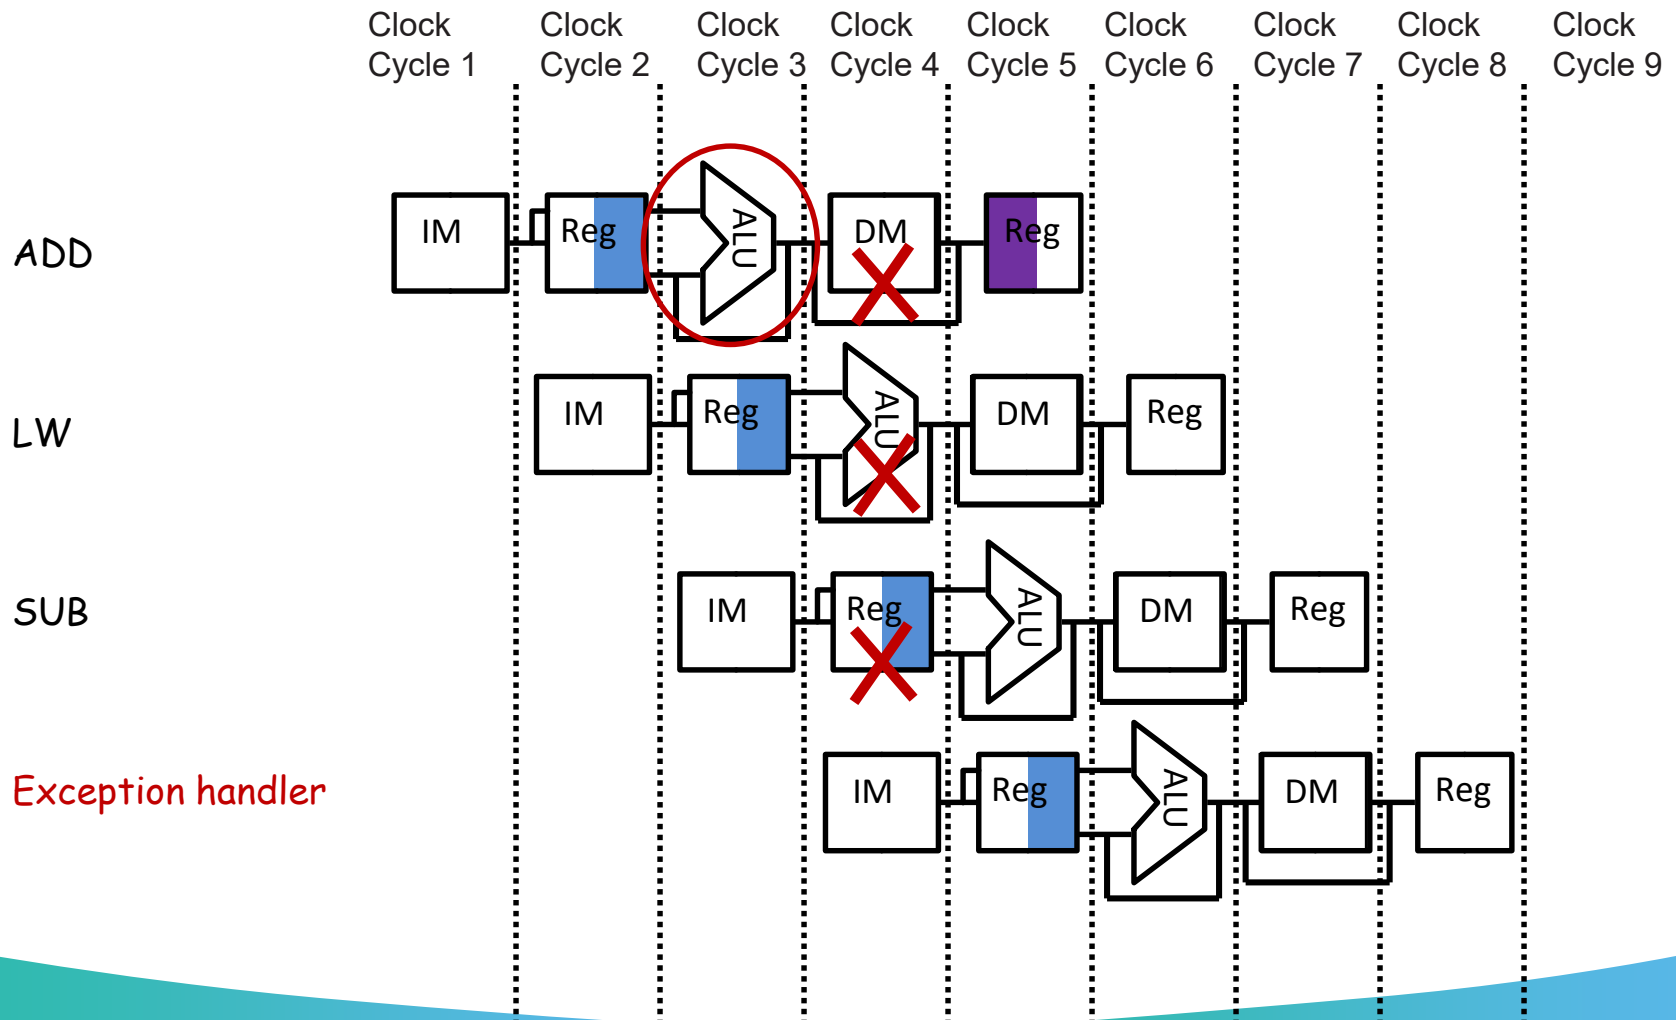 Clock Clock Clock Clock Clock Clock Clock Clock Clock
Cycle 1 Cycle 2 Cycle 3 Cycle 4 Cycle 5 Cycle 6 Cycle 7 Cycle 8 Cycle 9
ADD IM Reg ALU DM Reg
LW IM Reg ALU DM Reg
SUB IM Reg ALU DM Reg
Exception handler IM Reg ALU DM Reg